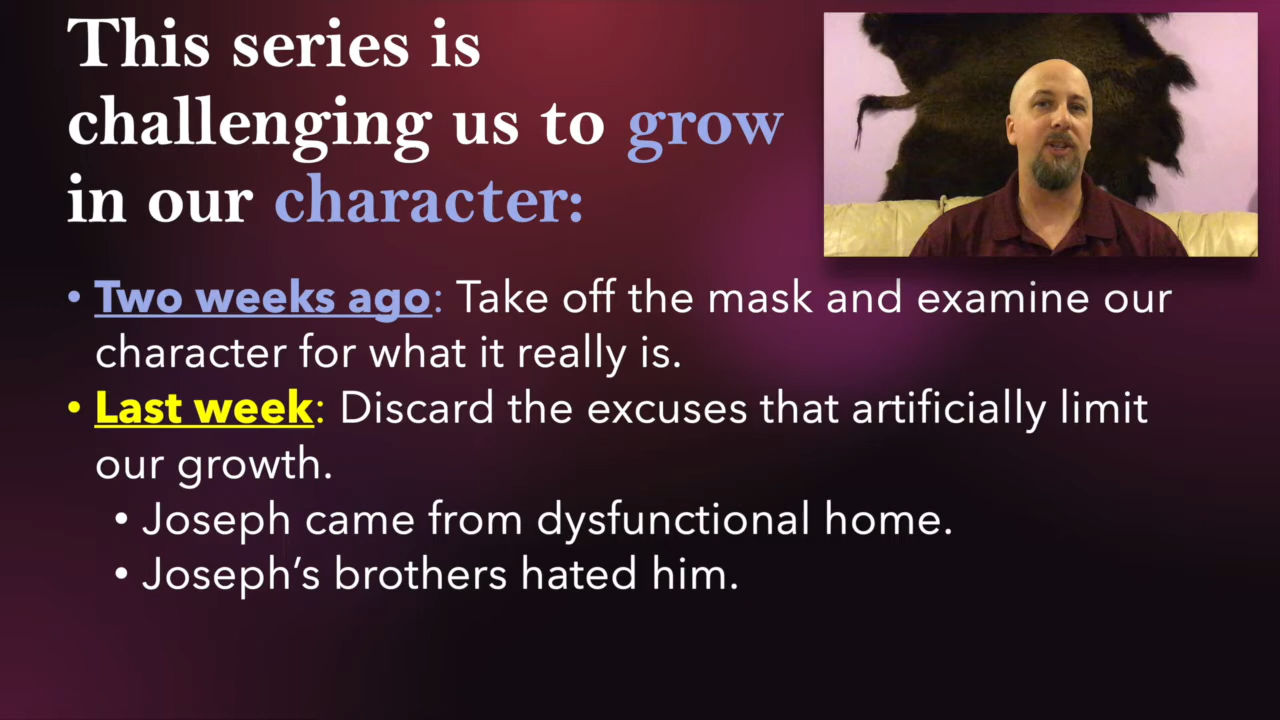 This series is
challenging us to grow
in our character:
• Two weeks ago: Take off the mask and examine our
character for what it really is.
• Last week: Discard the excuses that artificially limit
our growth.
• Joseph came from dysfunctional home.
• Joseph’s brothers hated him.